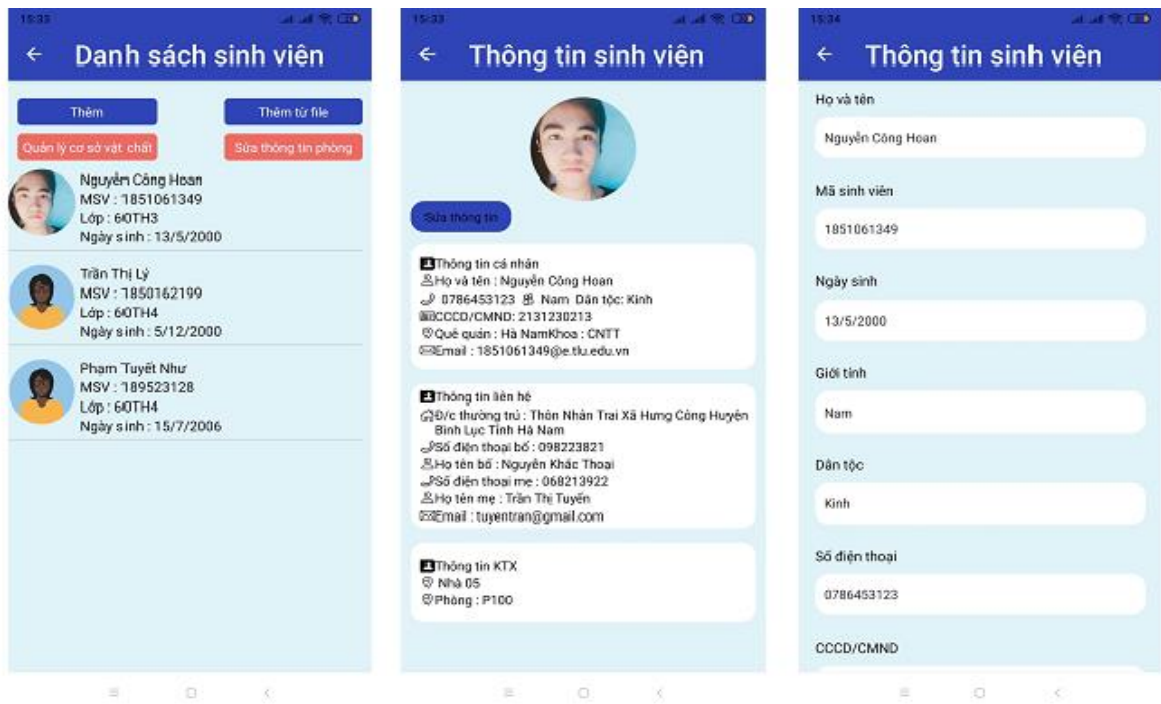 15:33
Danh sách sinh viên
Thêm
Thêm từ file
Quản lý cơ sở vật chất
Sửa thông tin phòng
Nguyễn Công Hoan
MSV : 1851061349
Lớp : 60TH3
Ngày sinh : 13/5/2000
Trần Thị Lý
MSV : 1850162199
Lớp : 60TH4
Ngày sinh : 5/12/2000
Phạm Tuyết Như
MSV : 189523128
Lớp : 60TH4
Ngày sinh : 15/7/2006
15:33
Thông tin sinh viên
Sửa thông tin
Thông tin cá nhân
Họ và tên : Nguyễn Công Hoan
0786453123 Nam Dân tộc: Kinh
CCCD/CMND: 2131230213
Quê quán : Hà NamKhoa : CNTT
Email : 1851061349@e.tlu.edu.vn
Thông tin liên hệ
Đ/c thường trú : Thôn Nhân Trai Xã Hưng Công Huyện
Bình Lục Tỉnh Hà Nam
Số điện thoại bố : 098223821
Họ tên bố : Nguyễn Khắc Thoại
Số điện thoại mẹ : 068213922
Họ tên mẹ : Trần Thị Tuyến
Email : tuyentran@gmail.com
Thông tin KTX
Nhà 05
Phòng : P100
15:34
Thông tin sinh viên
Họ và tên
Nguyễn Công Hoan
Mã sinh viên
1851061349
Ngày sinh
13/5/2000
Giới tính
Nam
Dân tộc
Kinh
Số điện thoại
0786453123
CCCD/CMND